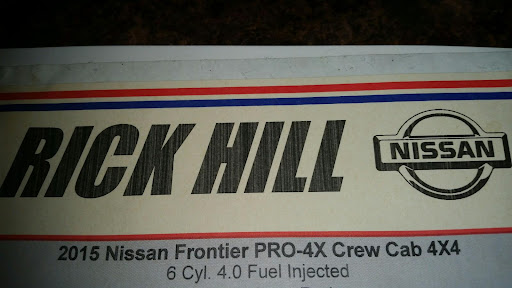 RICK HILL
NISSAN
2015 Nissan Frontier PRO-4X Crew Cab 4X4
6 Cyl. 4.0 Fuel Injected